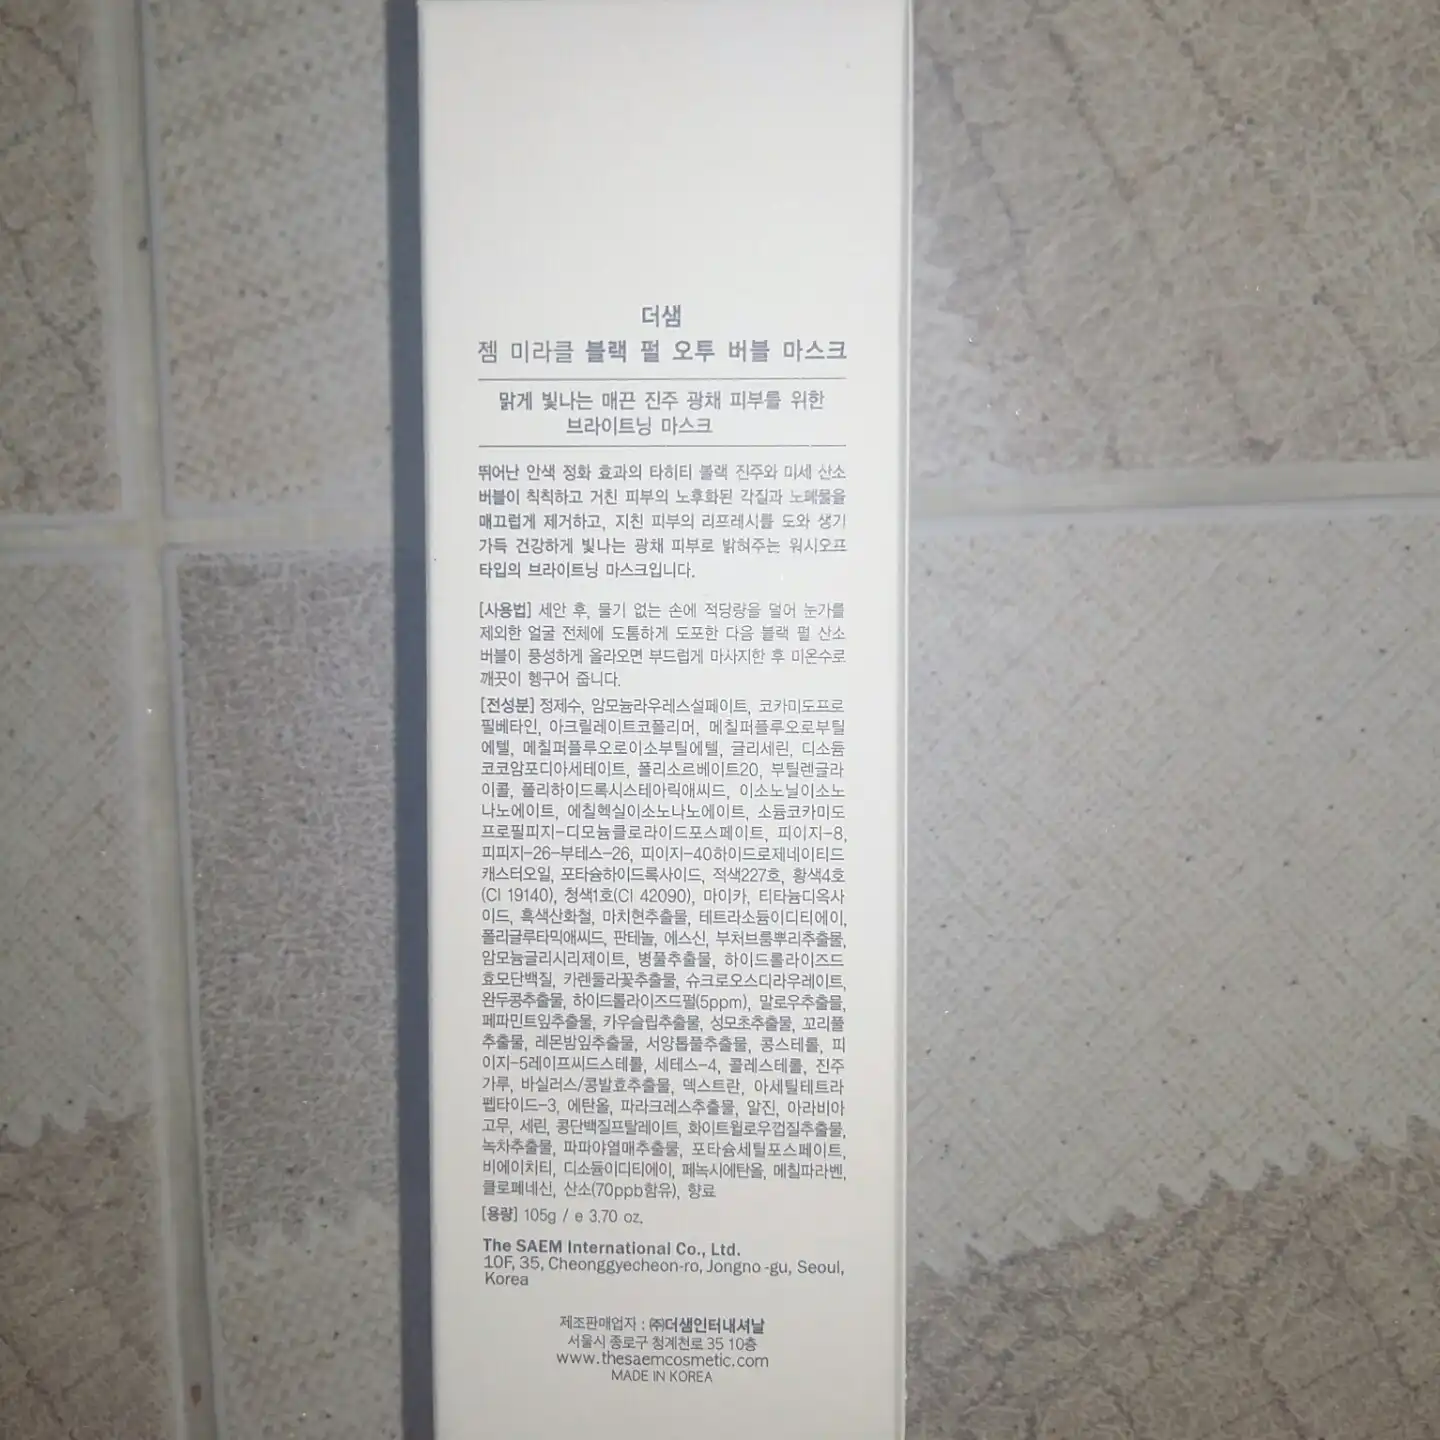 더샘
젬 미라클 블랙 펄 오투 버블 마스크
맑게 빛나는 매끈 진주 광채 피부를 위한
브라이트닝 마스크
뛰어난 안색 정화 효과의 타히티 블랙 진주와 미세 산소
버블이 칙칙하고 거친 피부의 노후화된 각질과 노폐물을
매끄럽게 제거하고, 지친 피부의 리프레시를 도와 생기
가득 건강하게 빛나는 광채 피부로 밝혀주는 워시오프
타입의 브라이트닝 마스크입니다.
[사용법] 세안 후, 물기 없는 손에 적당량을 덜어 눈가를
제외한 얼굴 전체에 도톰하게 도포한 다음 블랙 펄 산소
버블이 풍성하게 올라오면 부드럽게 마사지한 후 미온수로
깨끗이 헹구어 줍니다.
[전성분] 정제수, 암모늄라우레스설페이트, 코카미도프로
필베타인, 아크릴레이트코폴리머, 메칠퍼플루오로부틸
에텔, 메칠퍼플루오로이소부틸에텔, 글리세린, 디소듐
코코암포디아세테이트, 폴리소르베이트20, 부틸렌글라
이콜, 폴리하이드록시스테아릭애씨드, 이소노닐이소노
나노에이트, 에칠헥실이소노나노에이트, 소듐코카미도
프로필피지-디모늄클로라이드포스페이트, 피이지-8,
피피지-26-부테스-26, 피이지-40하이드로제네이티드
캐스터오일, 포타슘하이드록사이드, 적색227호, 황색4호
(CI 19140), 청색1호(CI 42090), 마이카, 티타늄디옥사
이드, 흑색산화철, 마치현추출물, 테트라소듐이디티에이,
폴리글루타믹애씨드, 판테놀, 에스신, 부처브룸뿌리추출물,
암모늄글리시리제이트, 병풀추출물, 하이드롤라이즈드
효모단백질, 카렌둘라꽃추출물, 슈크로오스디라우레이트,
완두콩추출물, 하이드롤라이즈드펄(5ppm), 말로우추출물,
페파민트잎추출물, 카우슬립추출물, 성모초추출물, 꼬리풀
추출물, 레몬밤잎추출물, 서양톱풀추출물, 콩스테롤, 피
이지-5레이프씨드스테롤, 세테스-4, 콜레스테롤, 진주
가루, 바실러스/콩발효추출물, 덱스트란, 아세틸테트라
펩타이드-3, 에탄올, 파라크레스추출물, 알진, 아라비아
고무, 세린, 콩단백질프탈레이트, 화이트윌로우껍질추출물,
녹차추출물, 파파야열매추출물, 포타슘세틸포스페이트,
비에이치티, 디소듐이디티에이, 페녹시에탄올, 메칠파라벤,
클로페네신, 산소(70ppb함유), 향료
[용량] 105g / e 3.70 oz.
The SAEM International Co., Ltd.
10F, 35, Cheonggyecheon-ro, Jongno-gu, Seoul,
Korea
제조판매업자 : ㈜더샘인터내셔날
서울시 종로구 청계천로 35 10층
www.thesaemcosmetic.com
MADE IN KOREA